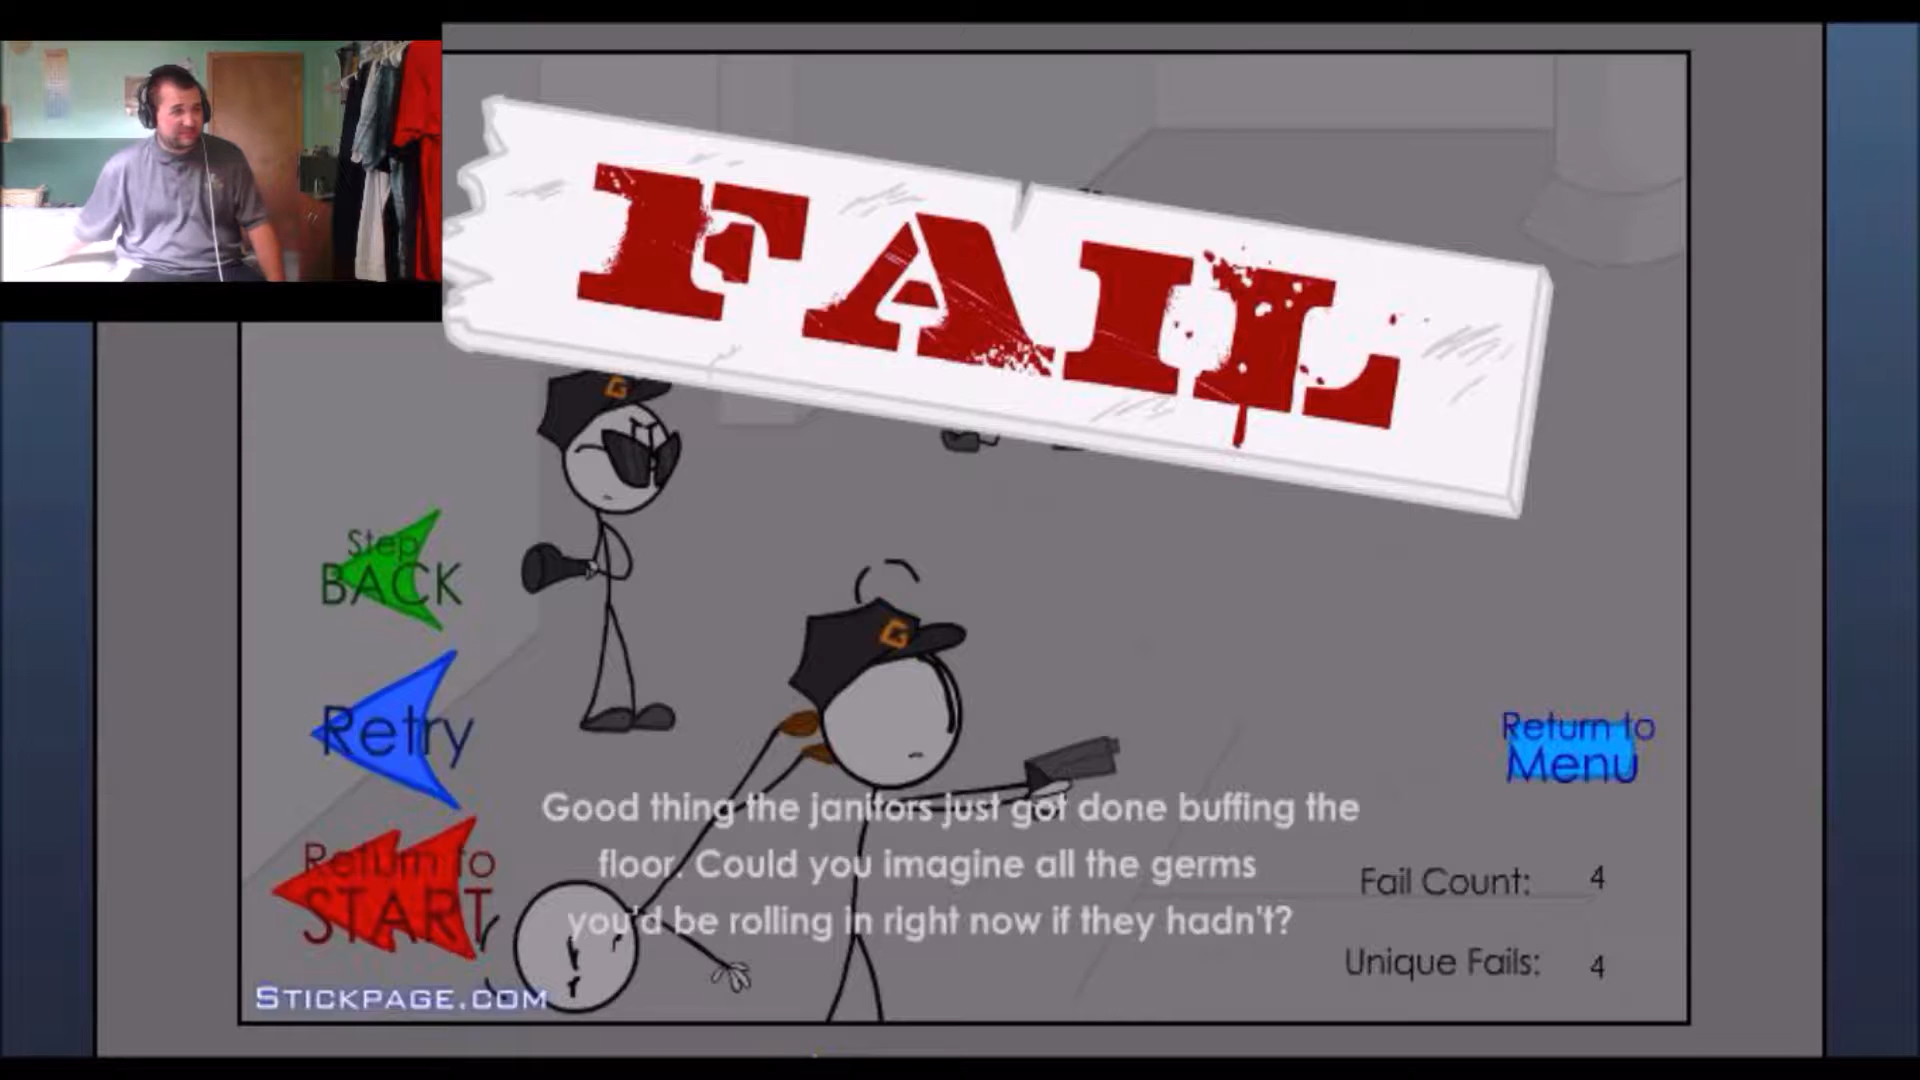 FAIL
G
Step
BACK
G
Retry
Return to
Menu
Good thing the janitors just got done buffing the
floor. Could you imagine all the germs
you'd be rolling in right now if they hadn't?
Return to
START
Fail Count: 4
Unique Fails: 4
STICKPAGE.COM